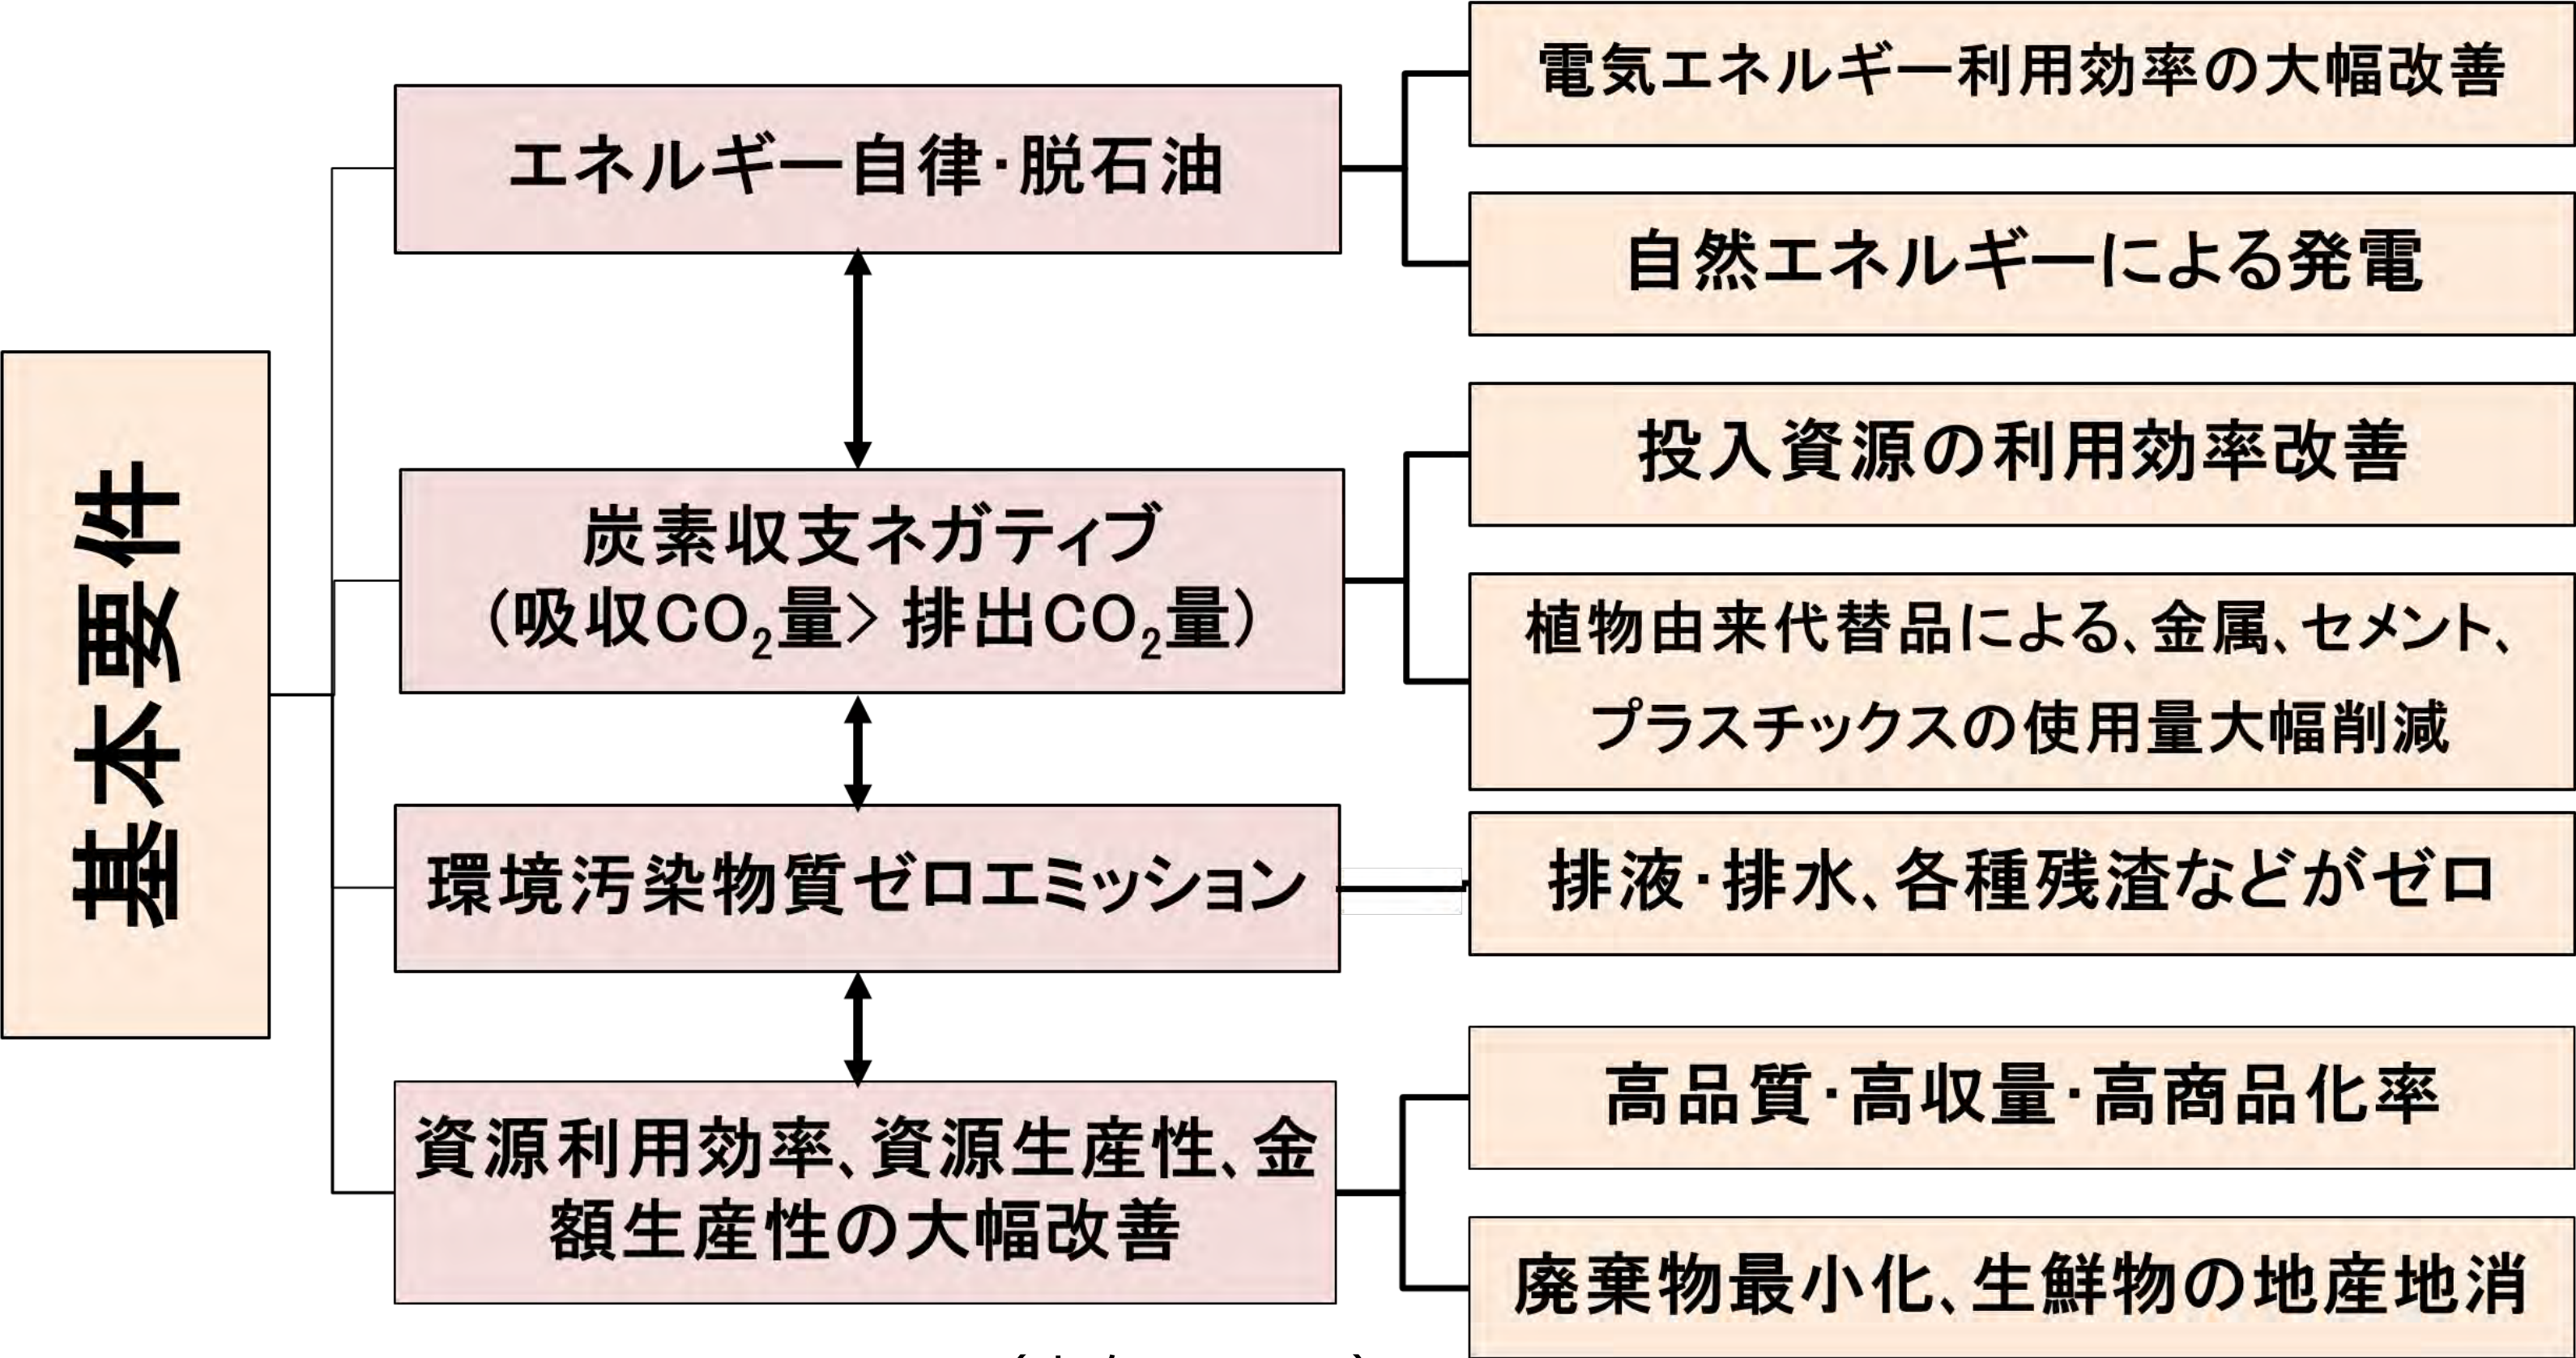 基本要件
エネルギー自律・脱石油
電気エネルギー利用効率の大幅改善
自然エネルギーによる発電
炭素収支ネガティブ
(吸収CO₂量> 排出CO₂量)
投入資源の利用効率改善
植物由来代替品による、金属、セメント、
プラスチックスの使用量大幅削減
環境汚染物質ゼロエミッション
排液・排水、各種残渣などがゼロ
資源利用効率、資源生産性、金
額生産性の大幅改善
高品質・高収量・高商品化率
廃棄物最小化、生鮮物の地産地消